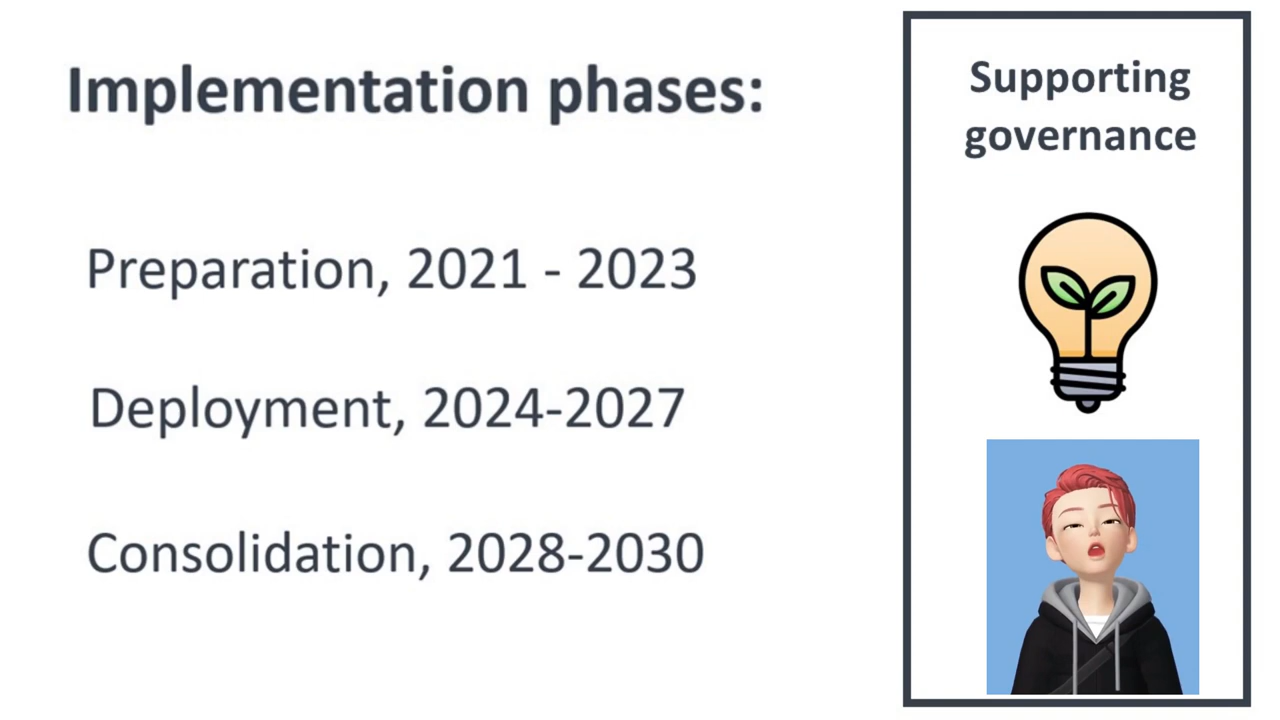 Implementation phases:
Preparation, 2021 - 2023
Deployment, 2024-2027
Consolidation, 2028-2030
Supporting
governance